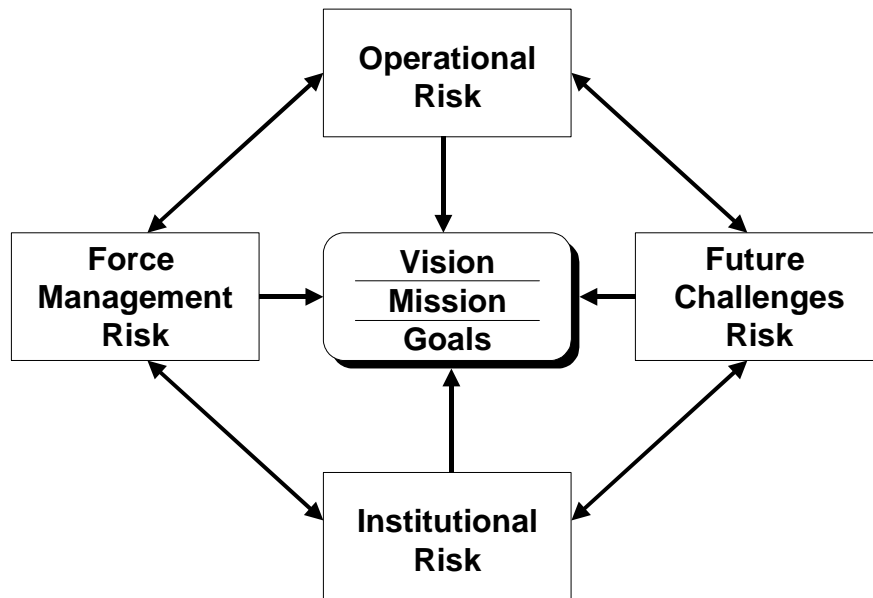 Operational
Risk
Force
Management
Risk
Vision
Mission
Goals
Future
Challenges
Risk
Institutional
Risk